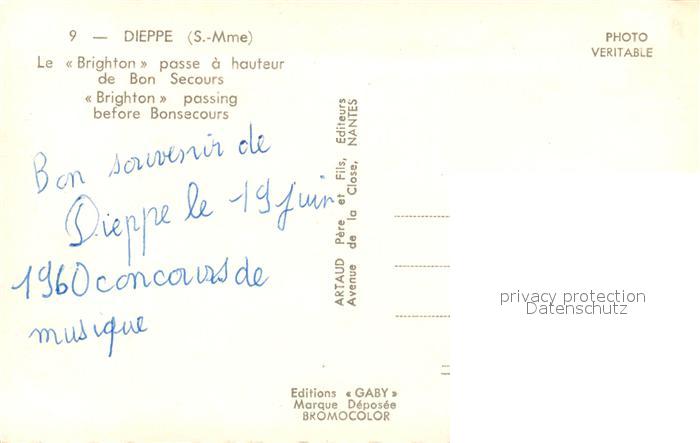 9 — DIEPPE (S.-Mme)
Le « Brighton » passe à hauteur
de Bon Secours
« Brighton » passing
before Bonsecours
PHOTO
VERITABLE
Bon souvenir de
Dieppe le 19 juin
1960 concours de
musique
ARTAUD Père et Fils, Editeurs
Avenue de la Close, NANTES
privacy protection
Datenschutz
Editions « GABY »
Marque Déposée
BROMOCOLOR